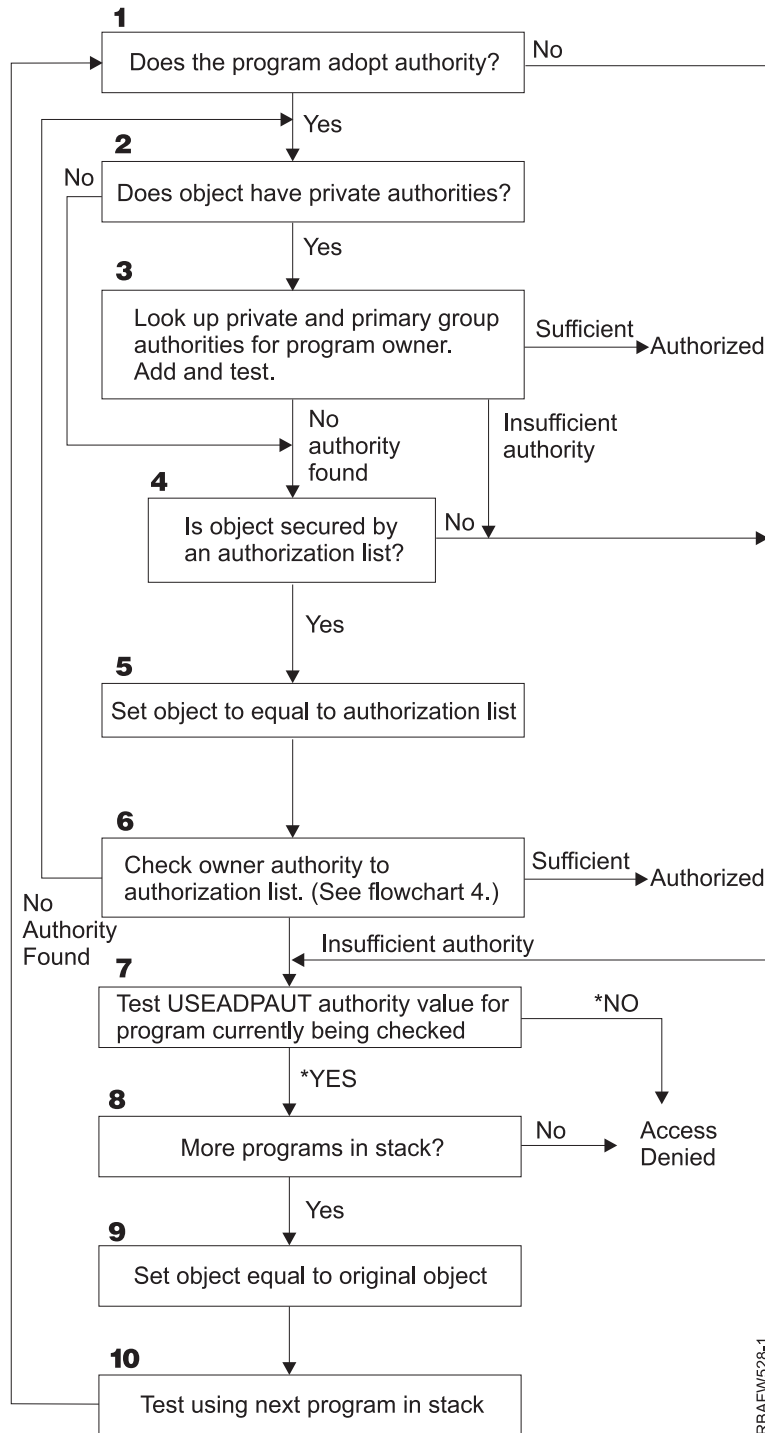 1
Does the program adopt authority?
No
Yes
2
No
Does object have private authorities?
Yes
3
Look up private and primary group
authorities for program owner.
Add and test.
Sufficient
Authorized
No
authority
found
Insufficient
authority
4
Is object secured by
an authorization list?
No
Yes
5
Set object to equal to authorization list
6
Check owner authority to
authorization list. (See flowchart 4.)
Sufficient
Authorized
No
Authority
Found
Insufficient authority
7
Test USEADPAUT authority value for
program currently being checked
*NO
*YES
8
More programs in stack?
No
Access
Denied
Yes
9
Set object equal to original object
10
Test using next program in stack
RBAFW528-1